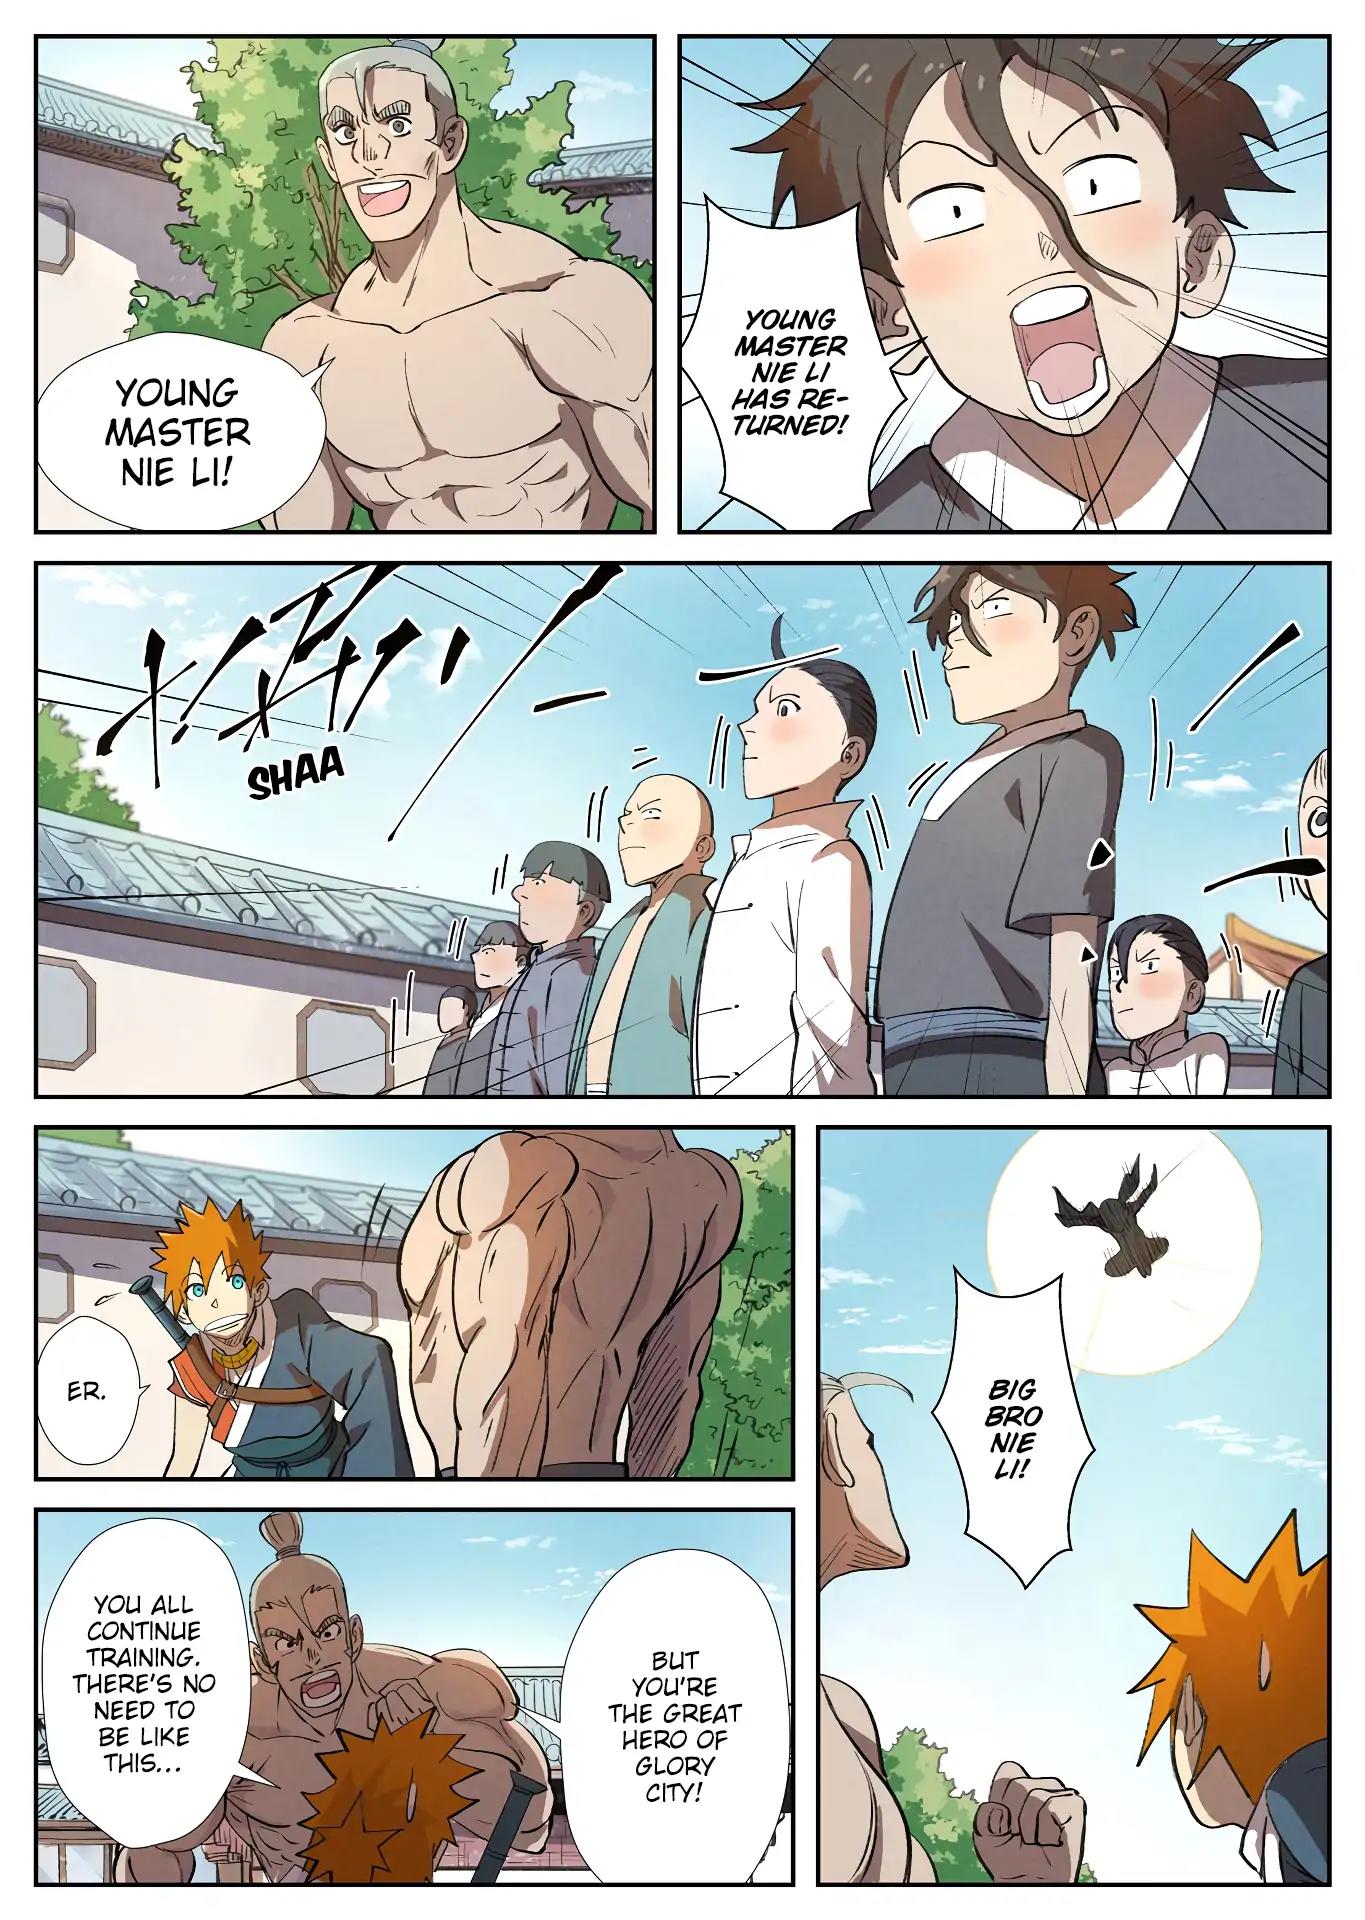 YOUNG
MASTER
NIE LI!
YOUNG
MASTER
NIE LI
HAS RE-
TURNED!
SHAA
ER.
YOU ALL
CONTINUE
TRAINING.
THERE'S NO
NEED TO
BE LIKE
THIS...
BUT
YOU'RE
THE GREAT
HERO OF
GLORY
CITY!
BIG
BRO
NIE
LI!